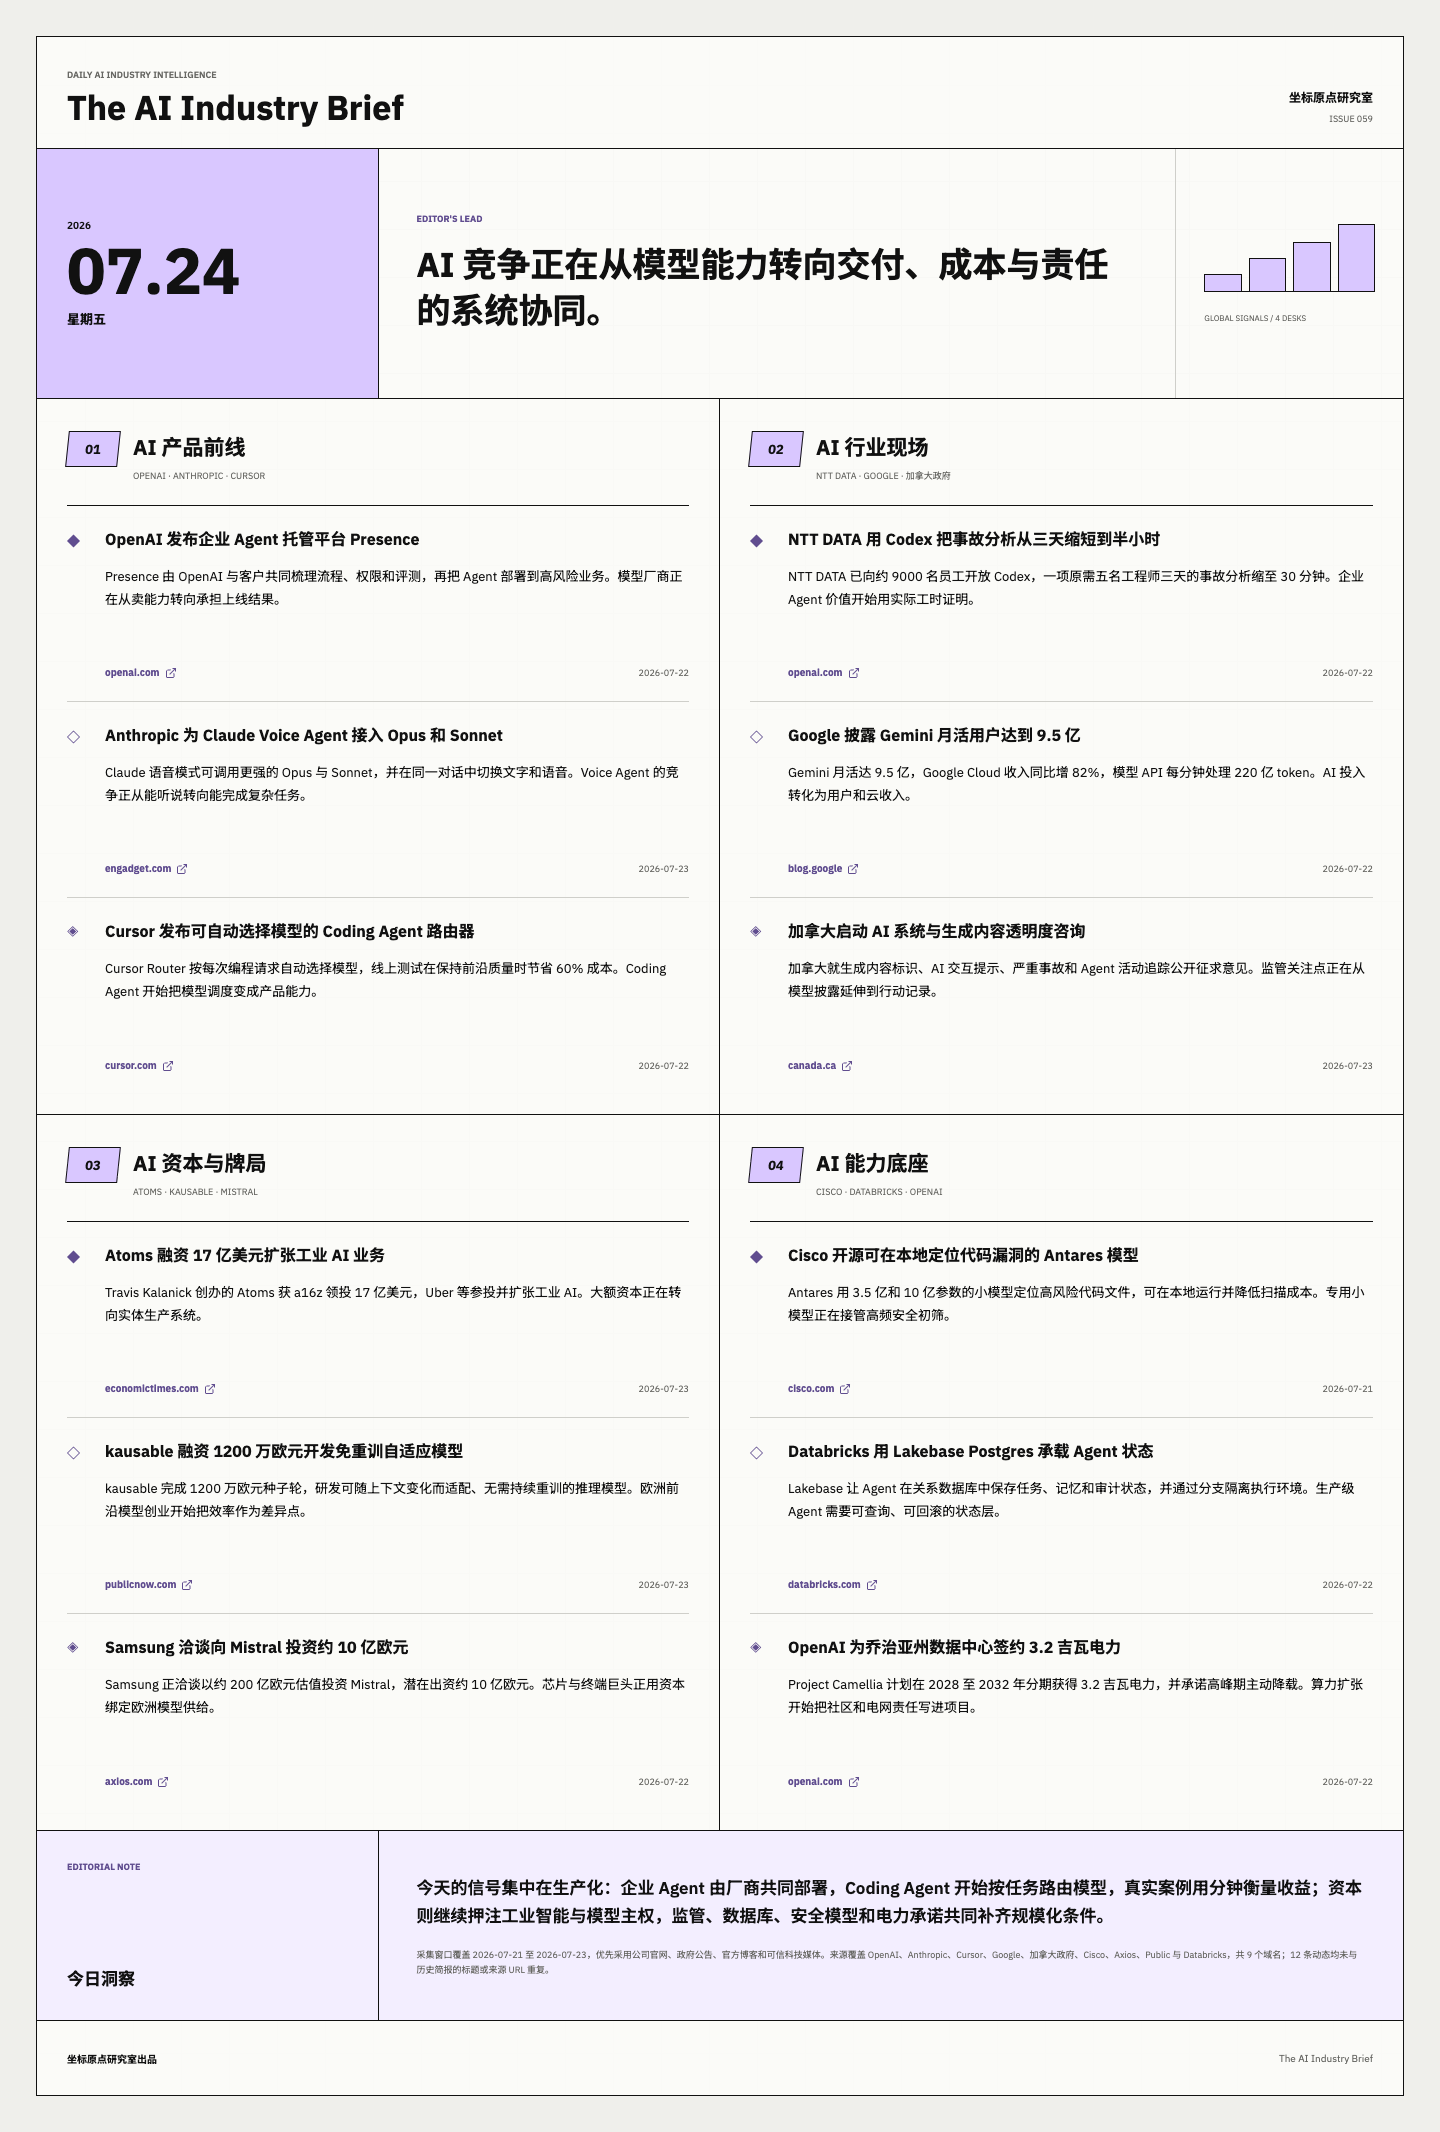 DAILY AI INDUSTRY INTELLIGENCE
The AI Industry Brief
坐标原点研究室
ISSUE 059
2026
07.24
星期五
EDITOR'S LEAD
AI 竞争正在从模型能力转向交付、成本与责任
的系统协同。
GLOBAL SIGNALS / 4 DESKS
01
AI 产品前线
OPENAI · ANTHROPIC · CURSOR
OpenAI 发布企业 Agent 托管平台 Presence
Presence 由 OpenAI 与客户共同梳理流程、权限和评测，再把 Agent 部署到高风险业务。模型厂商正
在从卖能力转向承担上线结果。
openai.com
2026-07-22
Anthropic 为 Claude Voice Agent 接入 Opus 和 Sonnet
Claude 语音模式可调用更强的 Opus 与 Sonnet，并在同一对话中切换文字和语音。Voice Agent 的竞
争正从能听说转向能完成复杂任务。
engadget.com
2026-07-23
Cursor 发布可自动选择模型的 Coding Agent 路由器
Cursor Router 按每次编程请求自动选择模型，线上测试在保持前沿质量时节省 60% 成本。Coding
Agent 开始把模型调度变成产品能力。
cursor.com
2026-07-22
02
AI 行业现场
NTT DATA · GOOGLE · 加拿大政府
NTT DATA 用 Codex 把事故分析从三天缩短到半小时
NTT DATA 已向约 9000 名员工开放 Codex，一项原需五名工程师三天的事故分析缩至 30 分钟。企业
Agent 价值开始用实际工时证明。
openai.com
2026-07-22
Google 披露 Gemini 月活用户达到 9.5 亿
Gemini 月活达 9.5 亿，Google Cloud 收入同比增 82%，模型 API 每分钟处理 220 亿 token。AI 投入
转化为用户和云收入。
blog.google
2026-07-22
加拿大启动 AI 系统与生成内容透明度咨询
加拿大就生成内容标识、AI 交互提示、严重事故和 Agent 活动追踪公开征求意见。监管关注点正在从
模型披露延伸到行动记录。
canada.ca
2026-07-23
03
AI 资本与牌局
ATOMS · KAUSABLE · MISTRAL
Atoms 融资 17 亿美元扩张工业 AI 业务
Travis Kalanick 创办的 Atoms 获 a16z 领投 17 亿美元，Uber 等参投并扩张工业 AI。大额资本正在转
向实体生产系统。
economictimes.com
2026-07-23
kausable 融资 1200 万欧元开发免重训自适应模型
kausable 完成 1200 万欧元种子轮，研发可随上下文变化而适配、无需持续重训的推理模型。欧洲前
沿模型创业开始把效率作为差异点。
publicnow.com
2026-07-23
Samsung 洽谈向 Mistral 投资约 10 亿欧元
Samsung 正洽谈以约 200 亿欧元估值投资 Mistral，潜在出资约 10 亿欧元。芯片与终端巨头正用资本
绑定欧洲模型供给。
axios.com
2026-07-22
04
AI 能力底座
CISCO · DATABRICKS · OPENAI
Cisco 开源可在本地定位代码漏洞的 Antares 模型
Antares 用 3.5 亿和 10 亿参数的小模型定位高风险代码文件，可在本地运行并降低扫描成本。专用小
模型正在接管高频安全初筛。
cisco.com
2026-07-21
Databricks 用 Lakebase Postgres 承载 Agent 状态
Lakebase 让 Agent 在关系数据库中保存任务、记忆和审计状态，并通过分支隔离执行环境。生产级
Agent 需要可查询、可回滚的状态层。
databricks.com
2026-07-22
OpenAI 为乔治亚州数据中心签约 3.2 吉瓦电力
Project Camellia 计划在 2028 至 2032 年分期获得 3.2 吉瓦电力，并承诺高峰期主动降载。算力扩张
开始把社区和电网责任写进项目。
openai.com
2026-07-22
EDITORIAL NOTE
今日洞察
今天的信号集中在生产化：企业 Agent 由厂商共同部署，Coding Agent 开始按任务路由模型，真实案例用分钟衡量收益；资本
则继续押注工业智能与模型主权，监管、数据库、安全模型和电力承诺共同补齐规模化条件。
采集窗口覆盖 2026-07-21 至 2026-07-23，优先采用公司官网、政府公告、官方博客和可信科技媒体。来源覆盖 OpenAI、Anthropic、Cursor、Google、加拿大政府、Cisco、Axios、Public 与 Databricks，共 9 个域名；12 条动态均未与
历史简报的标题或来源 URL 重复。
坐标原点研究室出品
The AI Industry Brief